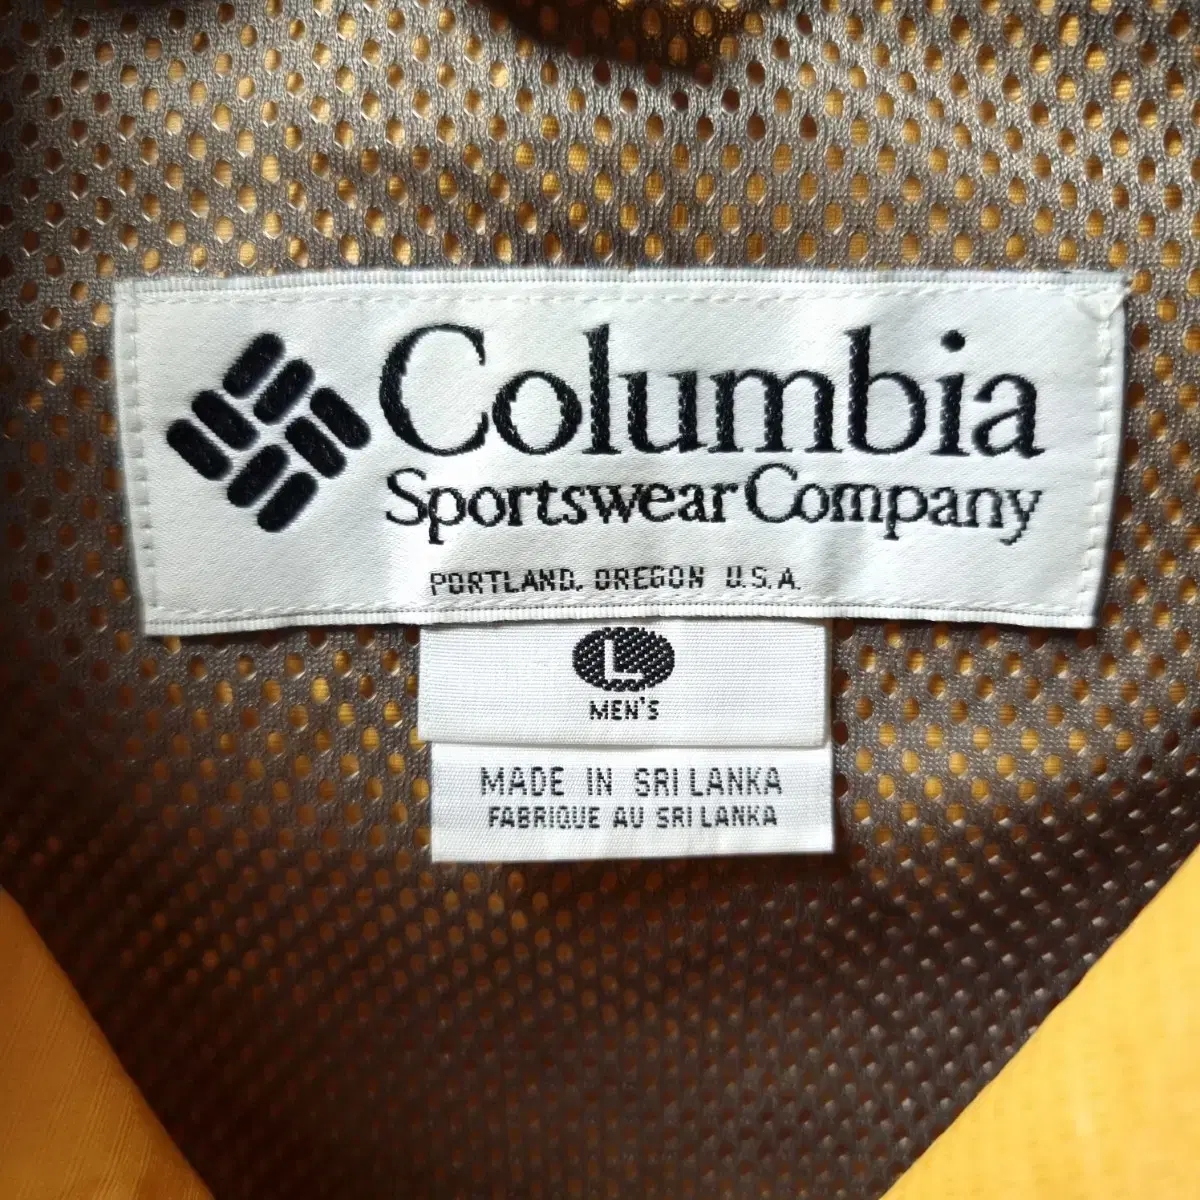 Columbia
Sportswear Company
PORTLAND, OREGON U.S.A.
L
MEN'S
MADE IN SRI LANKA
FABRIQUE AU SRI LANKA